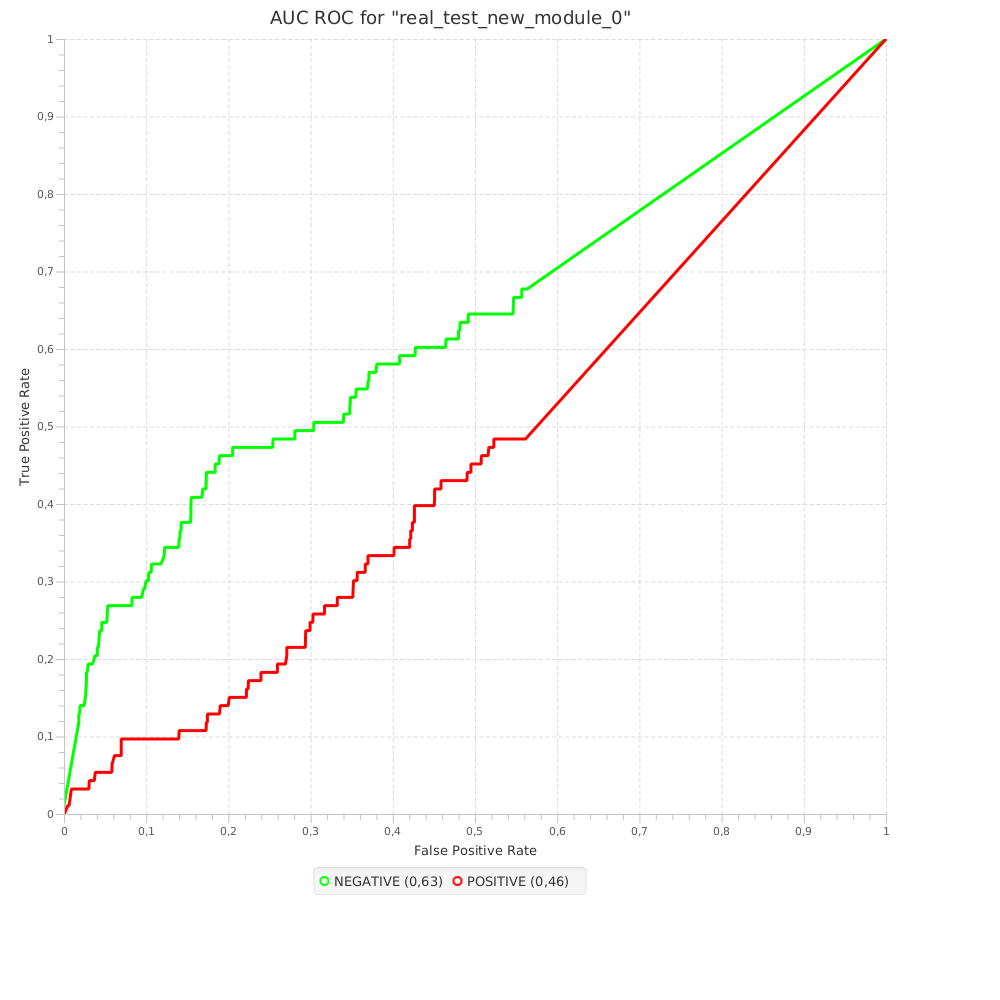 AUC ROC for "real_test_new_module_0"
1
0,9
0,8
0,7
0,6
0,5
0,4
0,3
0,2
0,1
0
True Positive Rate
0 0,1 0,2 0,3 0,4 0,5 0,6 0,7 0,8 0,9 1
False Positive Rate
NEGATIVE (0,63) POSITIVE (0,46)